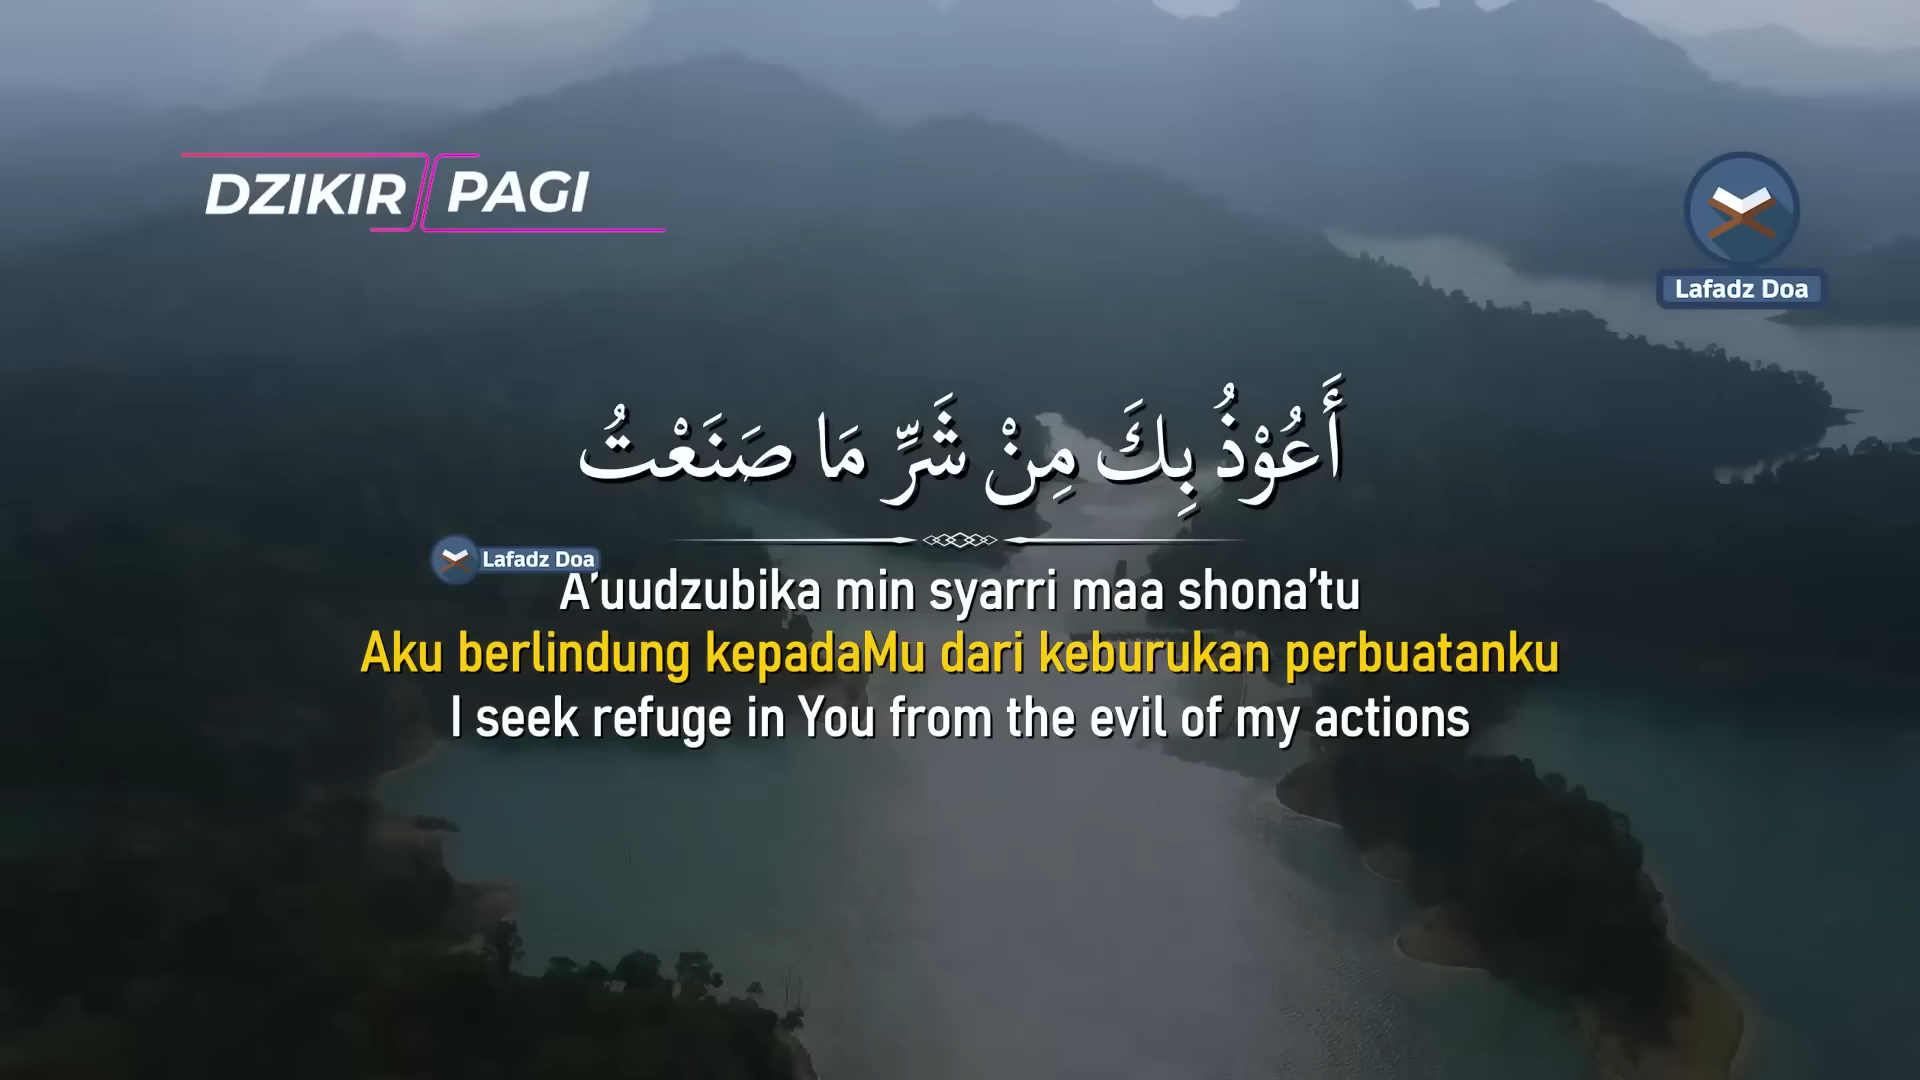 DZIKIR PAGI
Lafadz Doa
أَعُوْذُ بِكَ مِنْ شَرِّ مَا صَنَعْتُ
Lafadz Doa
A’uudzubika min syarri maa shona’tu
Aku berlindung kepadaMu dari keburukan perbuatanku
I seek refuge in You from the evil of my actions